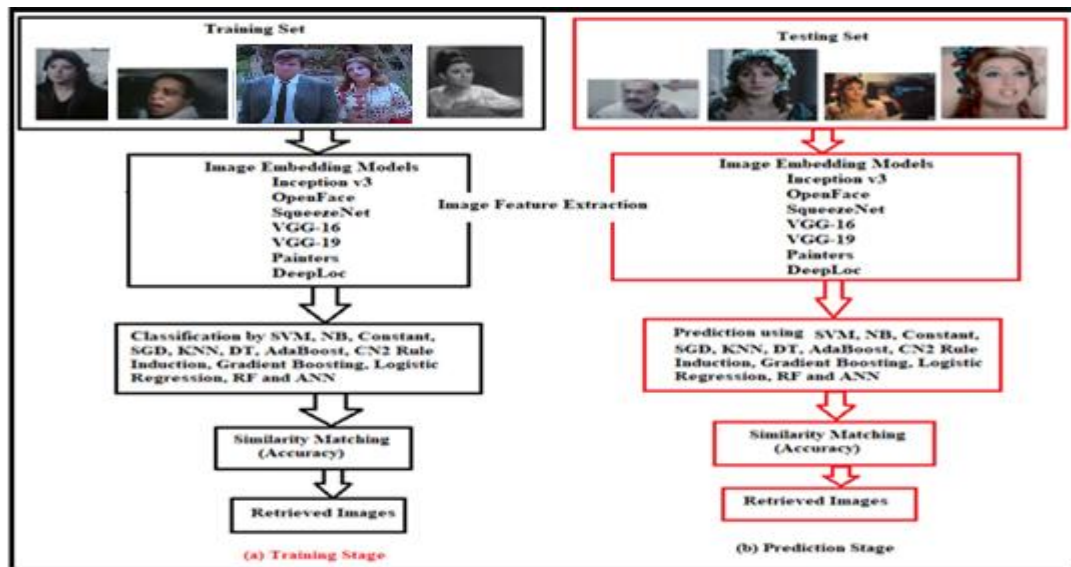 Training Set
Image Embedding Models
Inception v3
OpenFace
SqueezeNet
VGG-16
VGG-19
Painters
DeepLoc
Classification by SVM, NB, Constant,
SGD, KNN, DT, AdaBoost, CN2 Rule
Induction, Gradient Boosting, Logistic
Regression, RF and ANN
Similarity Matching
(Accuracy)
Retrieved Images
(a) Training Stage
Image Feature Extraction
Testing Set
Image Embedding Models
Inception v3
OpenFace
SqueezeNet
VGG-16
VGG-19
Painters
DeepLoc
Prediction using SVM, NB, Constant,
SGD, KNN, DT, AdaBoost, CN2 Rule
Induction, Gradient Boosting, Logistic
Regression, RF and ANN
Similarity Matching
(Accuracy)
Retrieved Images
(b) Prediction Stage